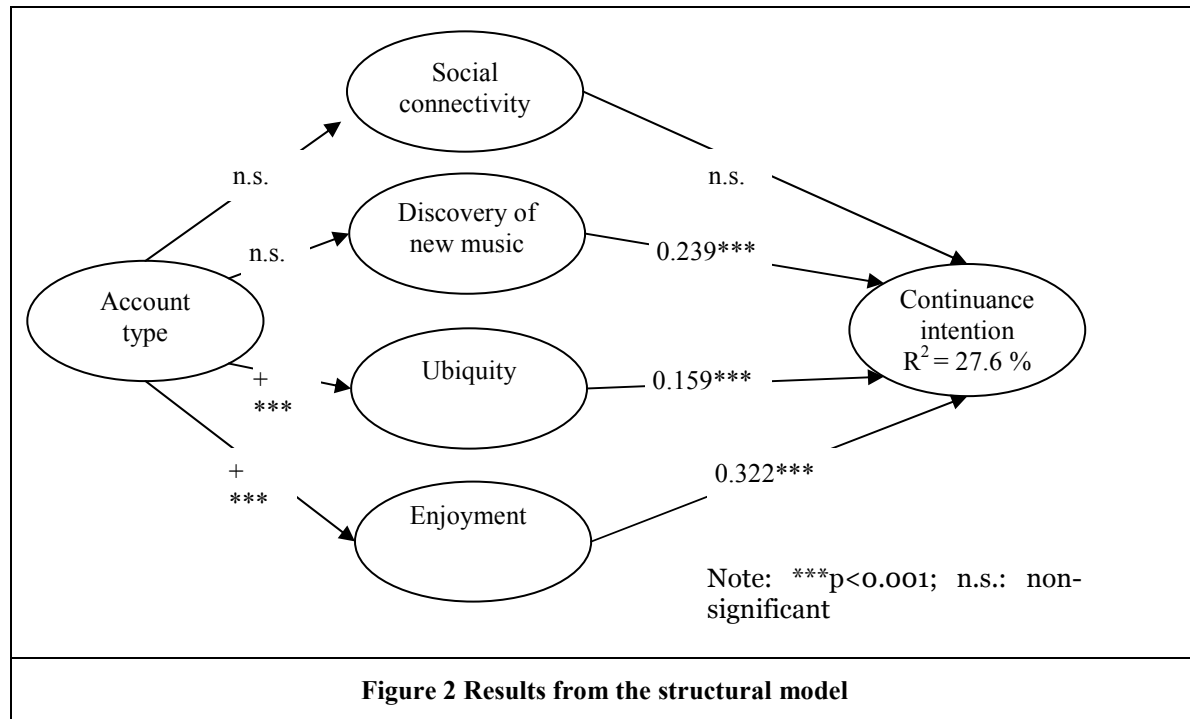 Social
connectivity
n.s.
n.s.
Discovery of
new music
n.s.
0.239***
Account
type
Continuance
intention
R² = 27.6 %
Ubiquity
+
***
0.159***
+
***
0.322***
Enjoyment
Note: ***p<0.001; n.s.: non-
significant
Figure 2 Results from the structural model